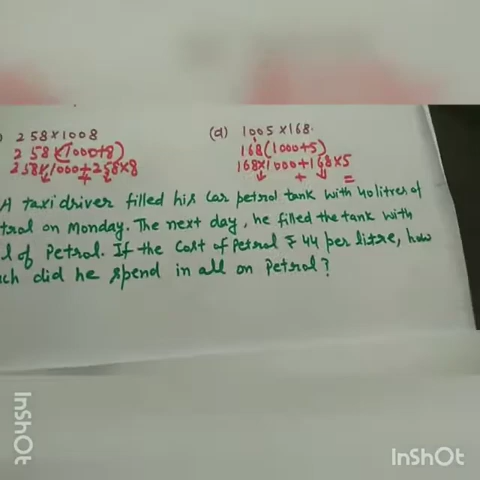 ) 258×1008
258(1000+8)
258×1000+258×8
(d) 1005×168.
168(1000+5)
168×1000+168×5
A taxi driver filled his Car petrol tank with 40 litres of
trol on Monday. The next day, he filled the tank with
l of Petrol. If the Cost of Petrol ₹ 44 per litre, how
ch did he spend in all on Petrol?
InShOt
InShOt